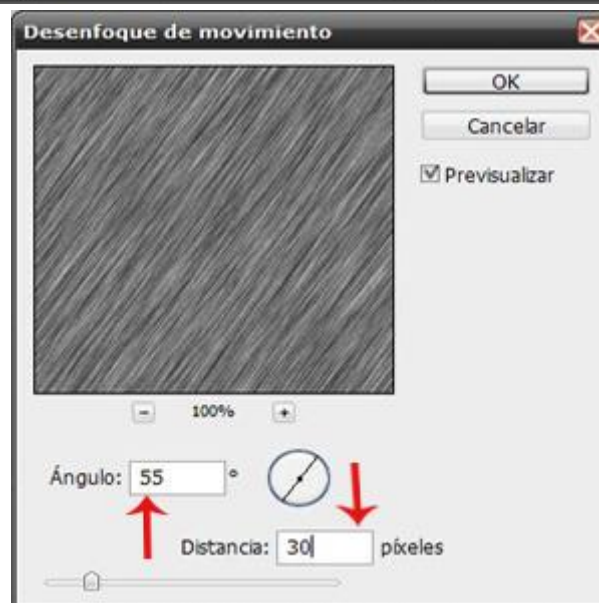 Desenfoque de movimiento
OK
Cancelar
Previsualizar
100%
Ángulo: 55 °
Distancia: 30 píxeles